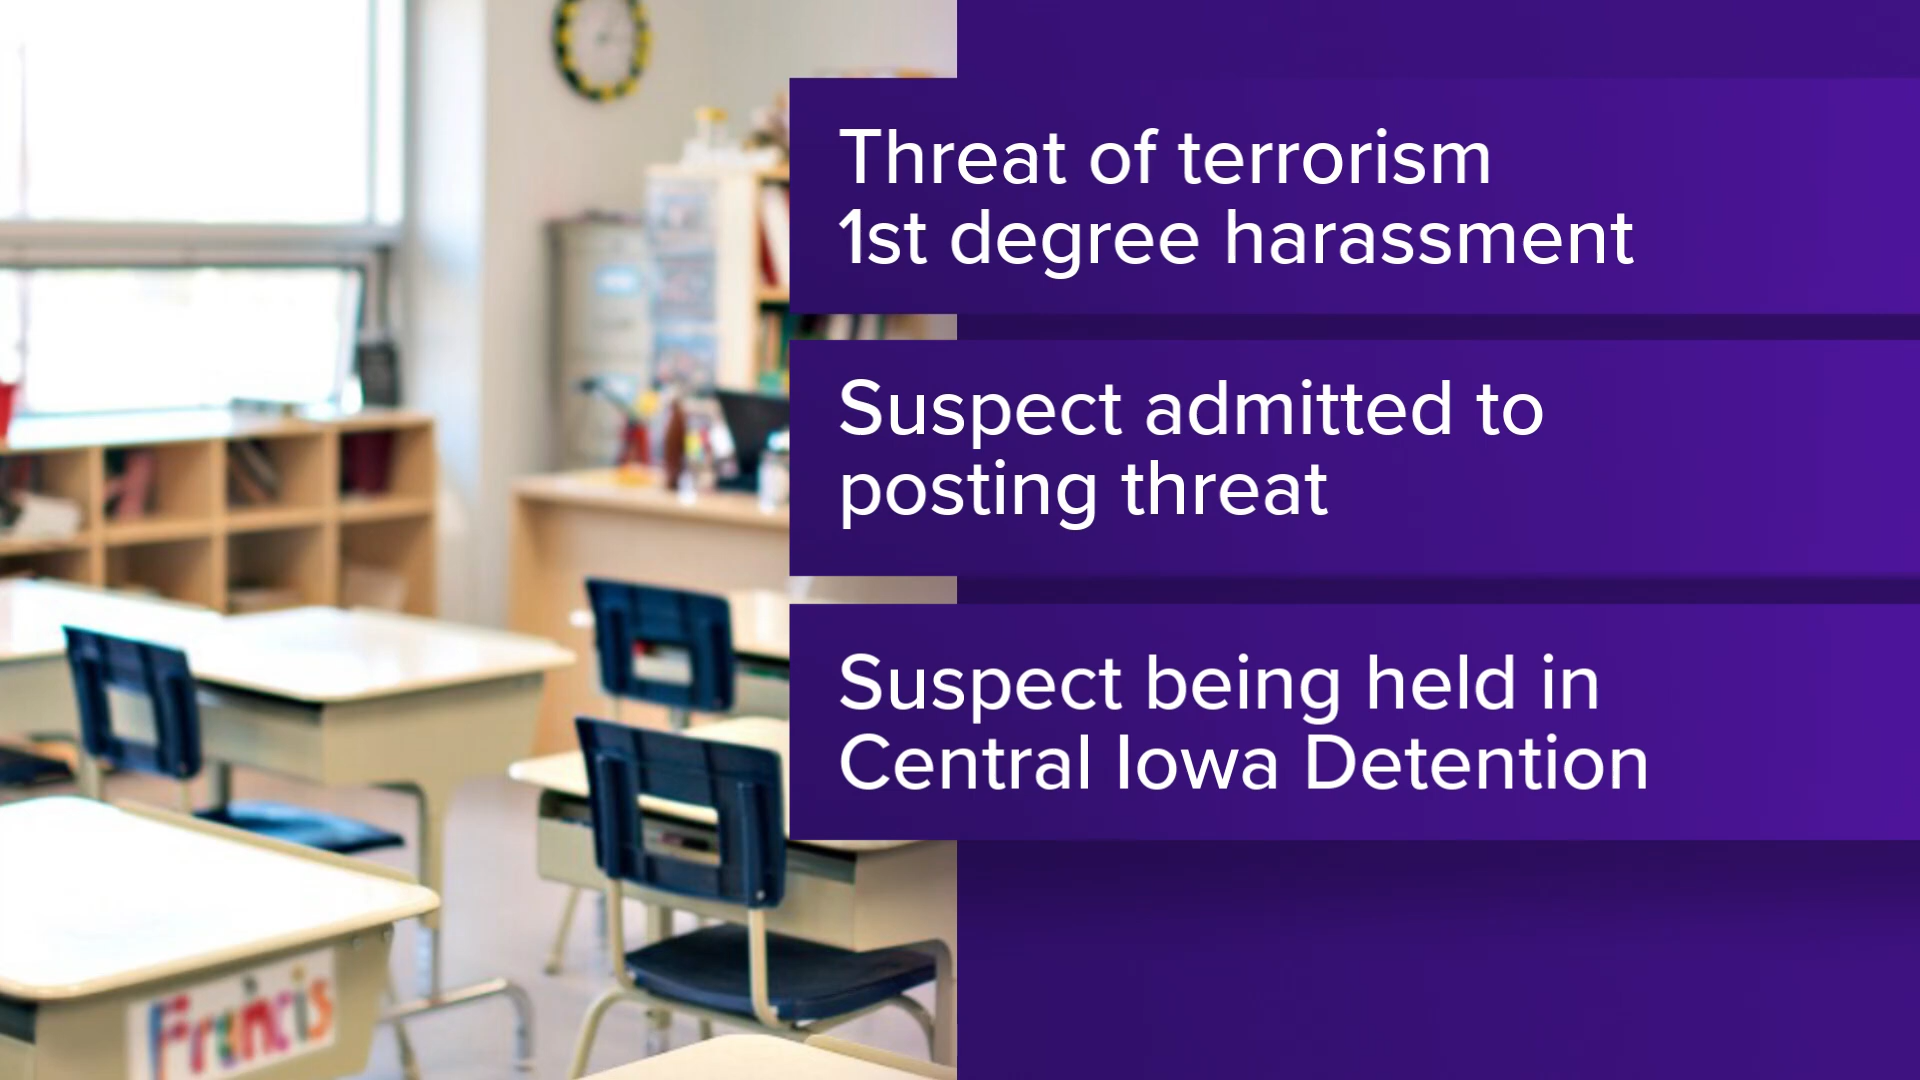 Threat of terrorism
1st degree harassment
Suspect admitted to
posting threat
Suspect being held in
Central Iowa Detention
Francis